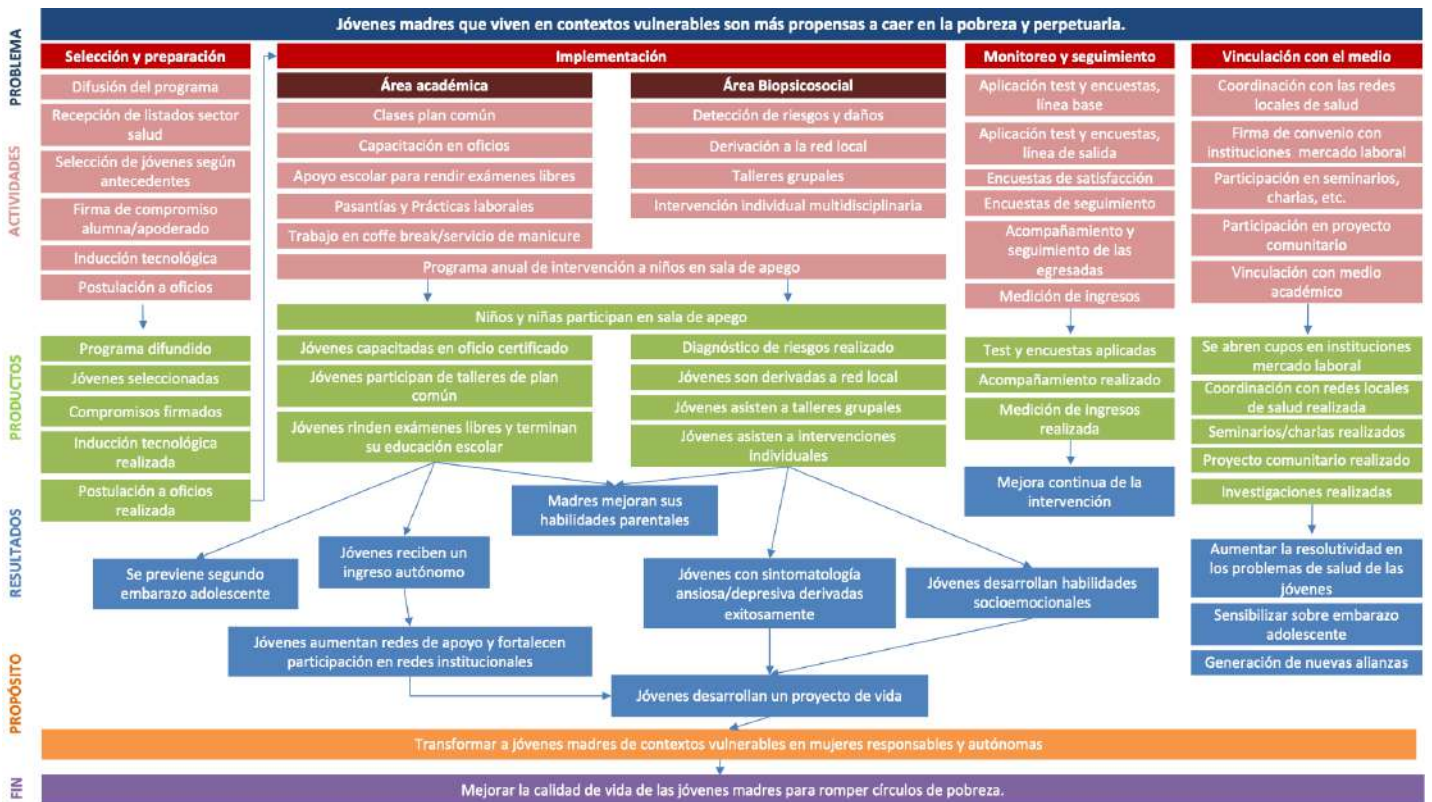 PROBLEMA
Jóvenes madres que viven en contextos vulnerables son más propensas a caer en la pobreza y perpetuarla.
Selección y preparación
Implementación
Monitoreo y seguimiento
Vinculación con el medio
ACTIVIDADES
Difusión del programa
Recepción de listados sector
salud
Selección de jóvenes según
antecedentes
Firma de compromiso
alumna/apoderado
Inducción tecnológica
Postulación a oficios
Área académica
Clases plan común
Capacitación en oficios
Apoyo escolar para rendir exámenes libres
Pasantías y Prácticas laborales
Trabajo en coffe break/servicio de manicure
Área Biopsicosocial
Detección de riesgos y daños
Derivación a la red local
Talleres grupales
Intervención individual multidisciplinaria
Programa anual de intervención a niños en sala de apego
Aplicación test y encuestas,
línea base
Aplicación test y encuestas,
línea de salida
Encuestas de satisfacción
Encuestas de seguimiento
Acompañamiento y
seguimiento de las
egresadas
Medición de ingresos
Coordinación con las redes
locales de salud
Firma de convenio con
instituciones mercado laboral
Participación en seminarios,
charlas, etc.
Participación en proyecto
comunitario
Vinculación con medio
académico
PRODUCTOS
Programa difundido
Jóvenes seleccionadas
Compromisos firmados
Inducción tecnológica
realizada
Postulación a oficios
realizada
Niños y niñas participan en sala de apego
Jóvenes capacitadas en oficio certificado
Jóvenes participan de talleres de plan
común
Jóvenes rinden exámenes libres y terminan
su educación escolar
Diagnóstico de riesgos realizado
Jóvenes son derivadas a red local
Jóvenes asisten a talleres grupales
Jóvenes asisten a intervenciones
individuales
Test y encuestas aplicadas
Acompañamiento realizado
Medición de ingresos
realizada
Se abren cupos en instituciones
mercado laboral
Coordinación con redes locales
de salud realizada
Seminarios/charlas realizados
Proyecto comunitario realizado
Investigaciones realizadas
RESULTADOS
Madres mejoran sus
habilidades parentales
Mejora continua de la
intervención
Se previene segundo
embarazo adolescente
Jóvenes reciben un
ingreso autónomo
Jóvenes con sintomatología
ansiosa/depresiva derivadas
exitosamente
Jóvenes desarrollan habilidades
socioemocionales
Aumentar la resolutividad en
los problemas de salud de las
jóvenes
Sensibilizar sobre embarazo
adolescente
Generación de nuevas alianzas
Jóvenes aumentan redes de apoyo y fortalecen
participación en redes institucionales
Jóvenes desarrollan un proyecto de vida
PROPÓSITO
Transformar a jóvenes madres de contextos vulnerables en mujeres responsables y autónomas
FIN
Mejorar la calidad de vida de las jóvenes madres para romper círculos de pobreza.